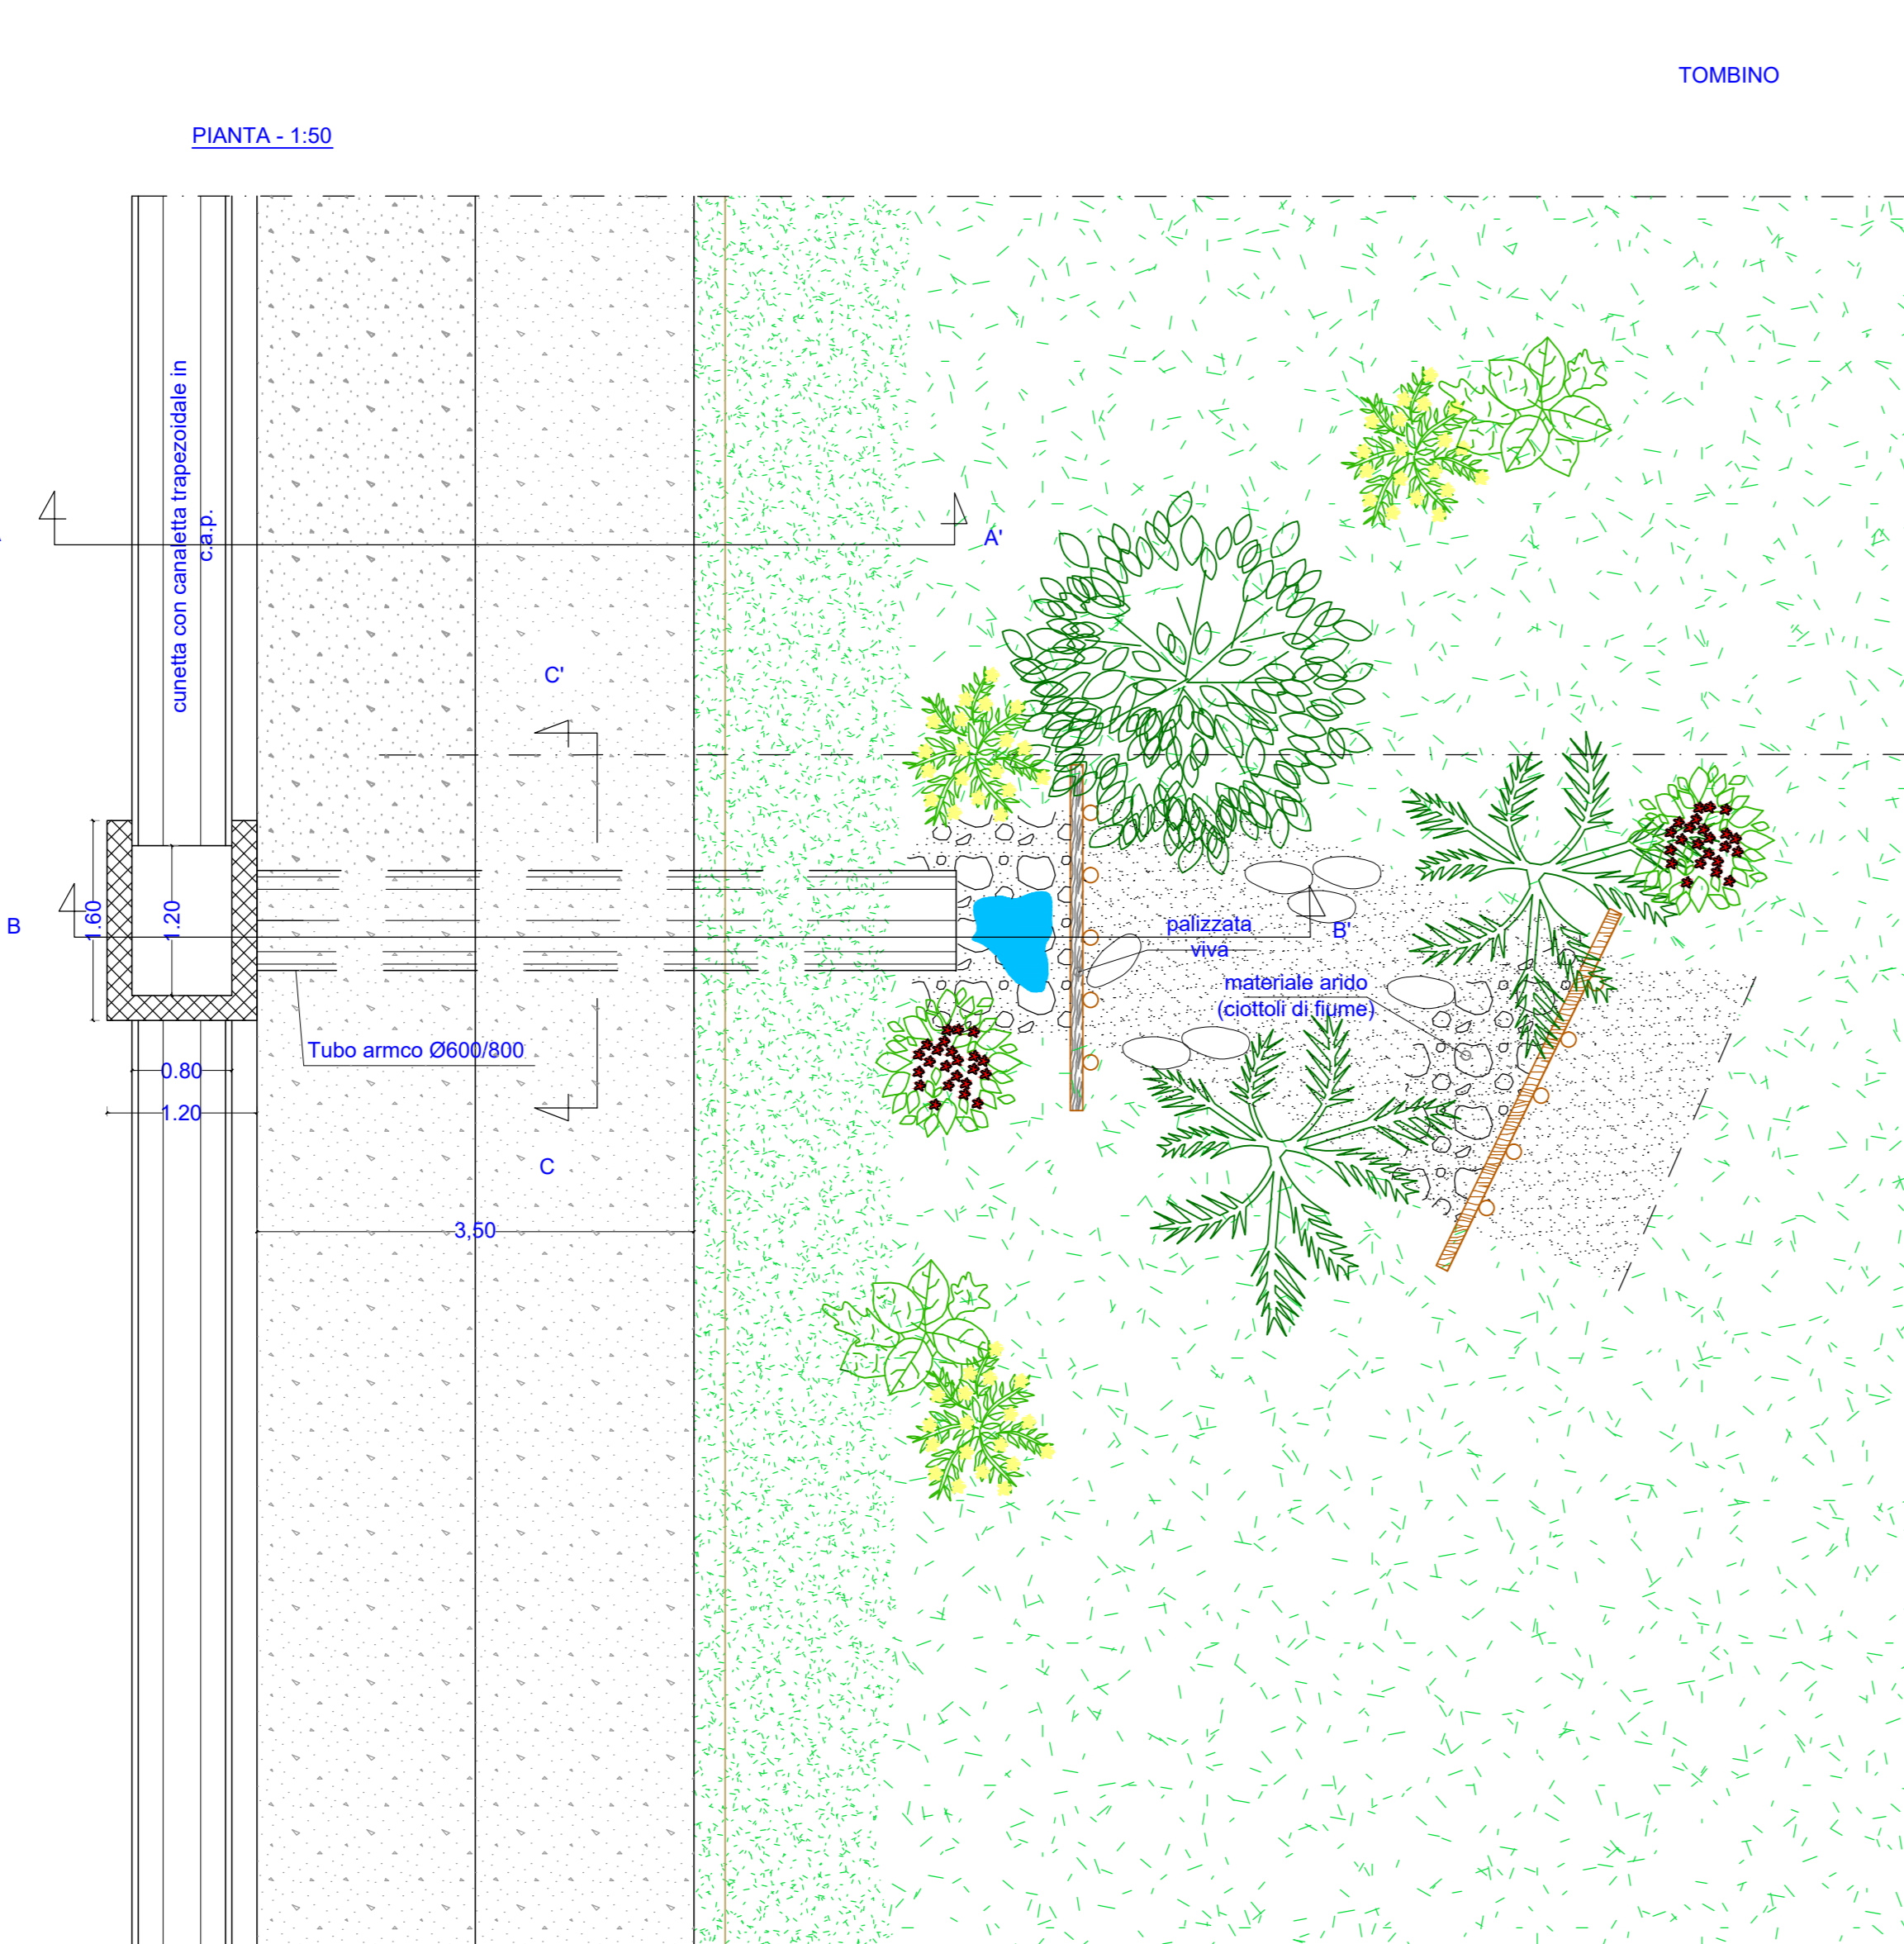 TOMBINO
PIANTA - 1:50
cunetta con canaletta trapezoidale in
c.a.p.
A'
C'
B
1.60
1.20
palizzata
viva
B'
materiale arido
(ciottoli di fiume)
Tubo armco Ø600/800
0.80
1.20
C
3,50